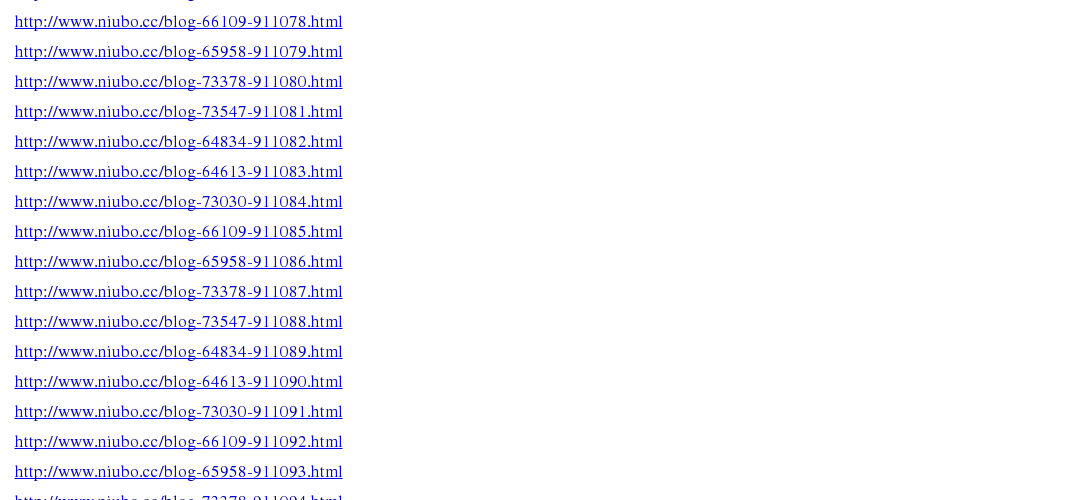 http://www.niubo.cc/blog-66109-911078.html
http://www.niubo.cc/blog-65958-911079.html
http://www.niubo.cc/blog-73378-911080.html
http://www.niubo.cc/blog-73547-911081.html
http://www.niubo.cc/blog-64834-911082.html
http://www.niubo.cc/blog-64613-911083.html
http://www.niubo.cc/blog-73030-911084.html
http://www.niubo.cc/blog-66109-911085.html
http://www.niubo.cc/blog-65958-911086.html
http://www.niubo.cc/blog-73378-911087.html
http://www.niubo.cc/blog-73547-911088.html
http://www.niubo.cc/blog-64834-911089.html
http://www.niubo.cc/blog-64613-911090.html
http://www.niubo.cc/blog-73030-911091.html
http://www.niubo.cc/blog-66109-911092.html
http://www.niubo.cc/blog-65958-911093.html